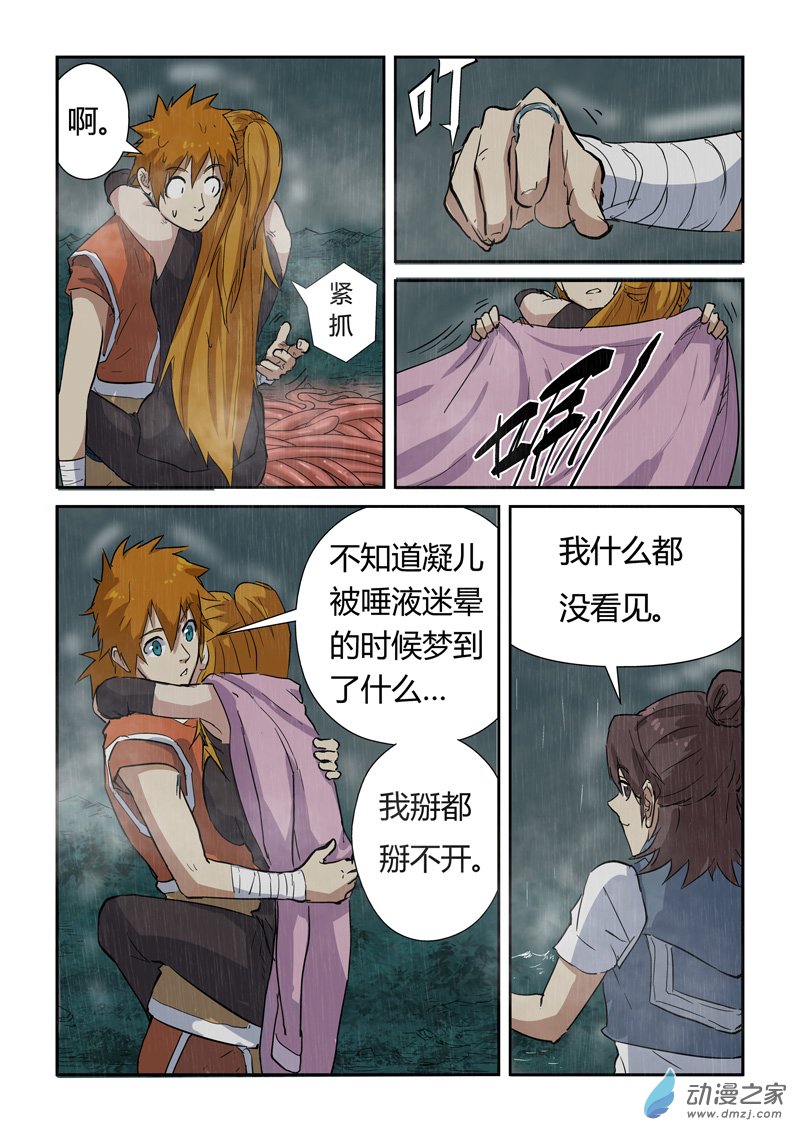 啊。
紧
抓
叮
唰
不知道凝儿
被唾液迷晕
的时候梦到
了什么...
我掰都
掰不开。
我什么都
没看见。
动漫之家
www.dmzj.com